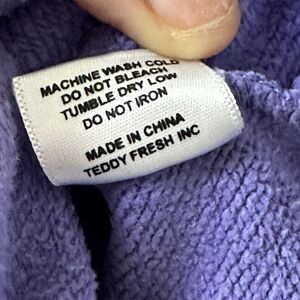 MACHINE WASH COLD
DO NOT BLEACH
TUMBLE DRY LOW
DO NOT IRON
MADE IN CHINA
TEDDY FRESH INC